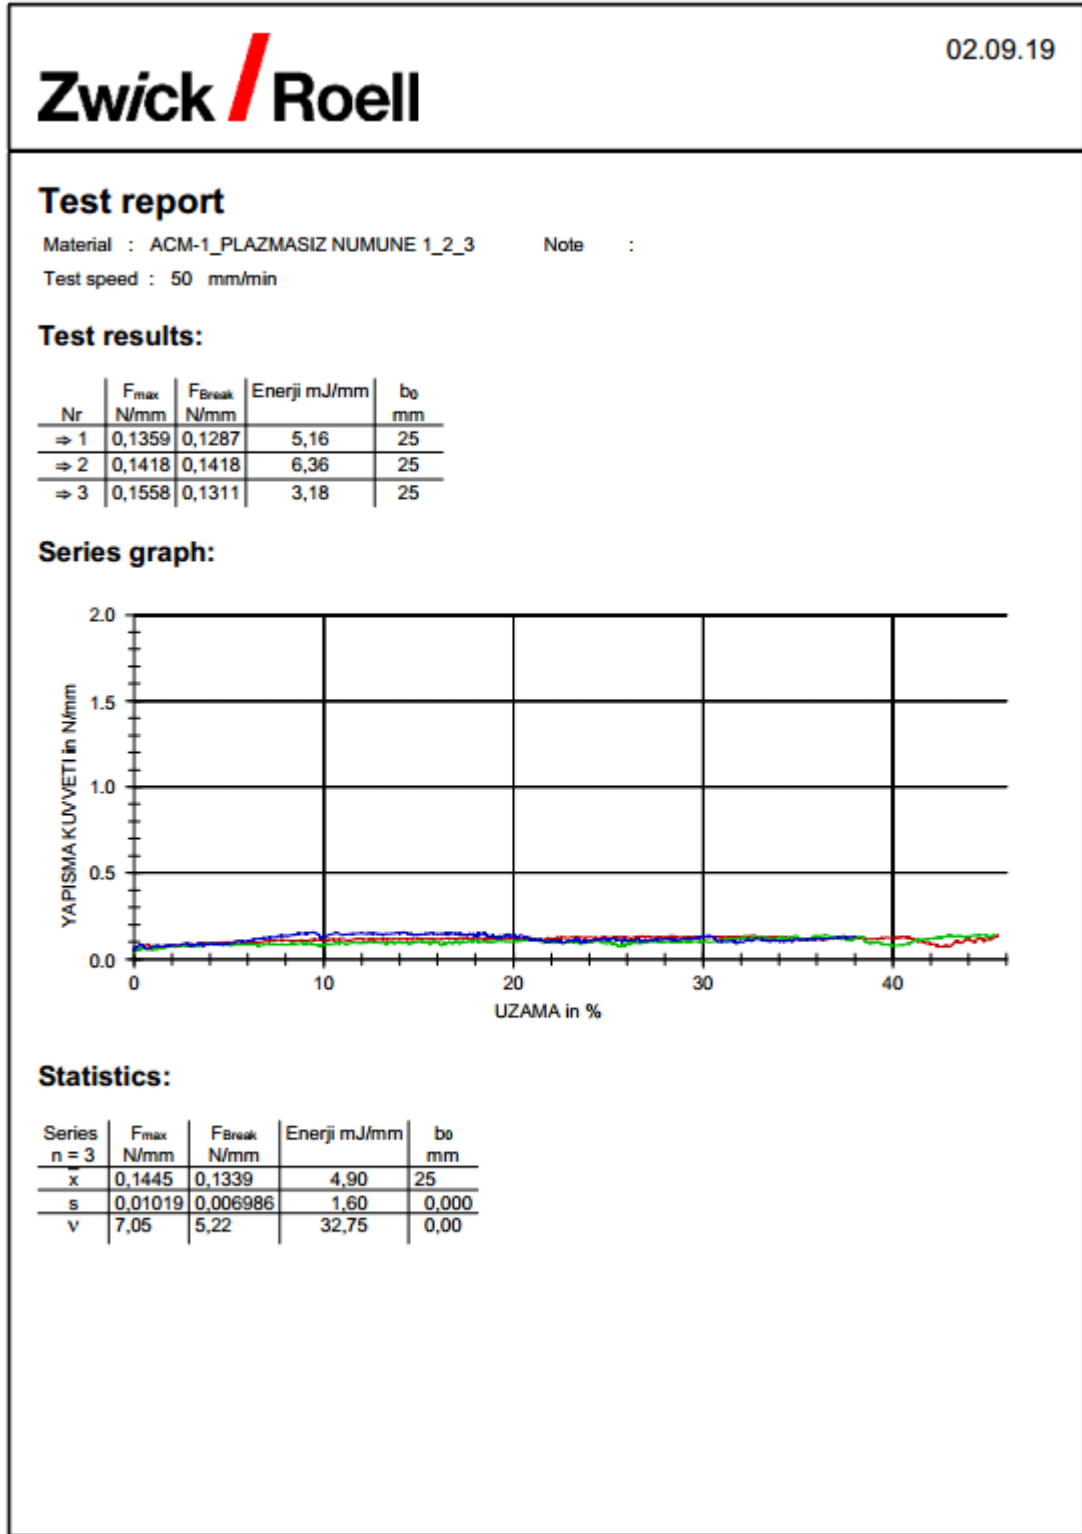 02.09.19
Zwick / Roell
Test report
Material : ACM-1_PLAZMASIZ NUMUNE 1_2_3 Note :
Test speed : 50 mm/min
Test results:
Fmax FBreak Enerji mJ/mm b0
Nr N/mm N/mm mm
⇒ 1 0,1359 0,1287 5,16 25
⇒ 2 0,1418 0,1418 6,36 25
⇒ 3 0,1558 0,1311 3,18 25
Series graph:
2.0
1.5
1.0
0.5
0.0
YAPISMA KUVVETI in N/mm
0 10 20 30 40
UZAMA in %
Statistics:
Series Fmax FBreak Enerji mJ/mm b0
n = 3 N/mm N/mm mm
x̄ 0,1445 0,1339 4,90 25
s 0,01019 0,006986 1,60 0,000
ν 7,05 5,22 32,75 0,00